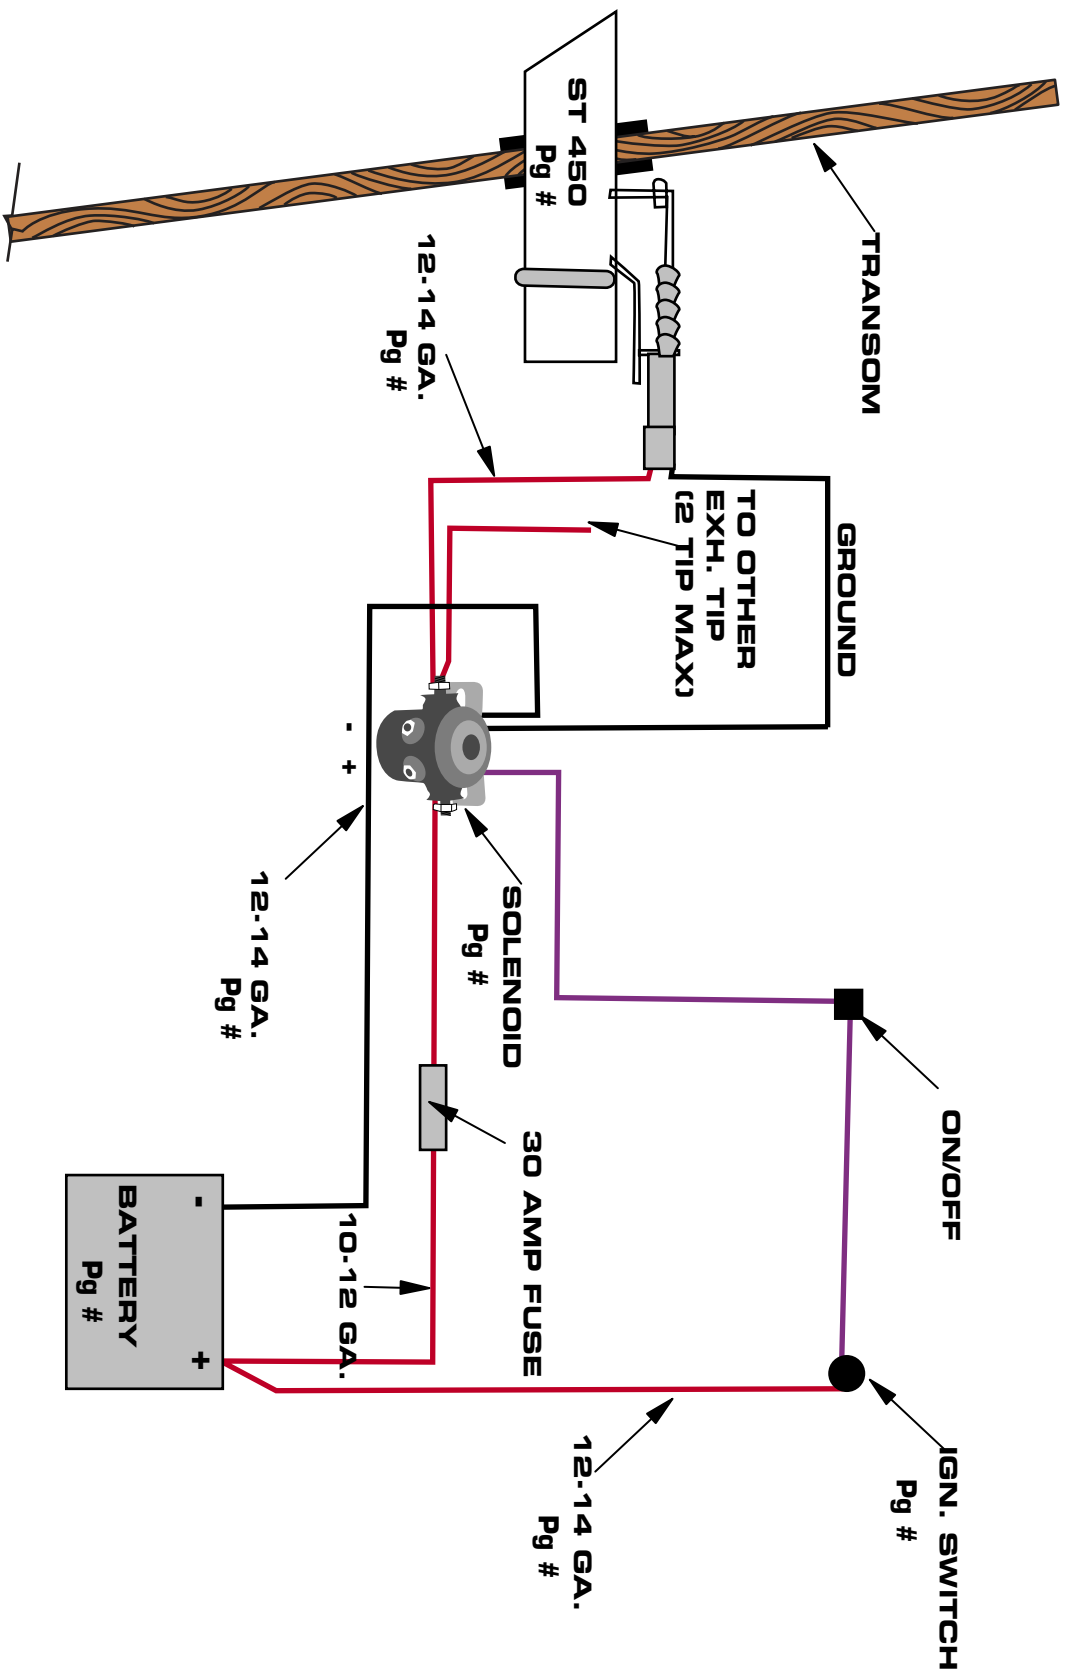 TRANSOM
ST 450
Pg #
12-14 GA.
Pg #
GROUND
TO OTHER
EXH. TIP
(2 TIP MAX)
- +
SOLENOID
Pg #
12-14 GA.
Pg #
ON/OFF
30 AMP FUSE
10-12 GA.
- +
BATTERY
Pg #
IGN. SWITCH
Pg #
12-14 GA.
Pg #